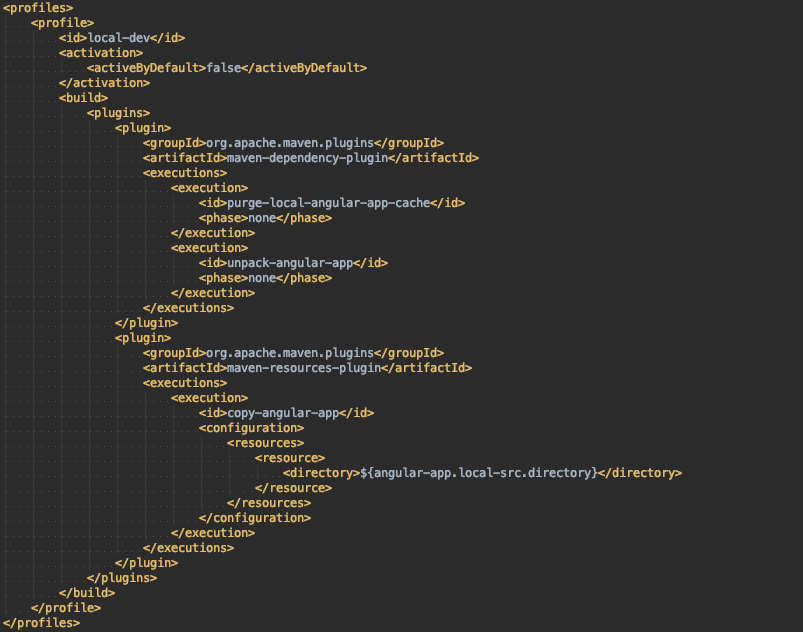 <profiles>
    <profile>
        <id>local-dev</id>
        <activation>
            <activeByDefault>false</activeByDefault>
        </activation>
        <build>
            <plugins>
                <plugin>
                    <groupId>org.apache.maven.plugins</groupId>
                    <artifactId>maven-dependency-plugin</artifactId>
                    <executions>
                        <execution>
                            <id>purge-local-angular-app-cache</id>
                            <phase>none</phase>
                        </execution>
                        <execution>
                            <id>unpack-angular-app</id>
                            <phase>none</phase>
                        </execution>
                    </executions>
                </plugin>
                <plugin>
                    <groupId>org.apache.maven.plugins</groupId>
                    <artifactId>maven-resources-plugin</artifactId>
                    <executions>
                        <execution>
                            <id>copy-angular-app</id>
                            <configuration>
                                <resources>
                                    <resource>
                                        <directory>${angular-app.local-src.directory}</directory>
                                    </resource>
                                </resources>
                            </configuration>
                        </execution>
                    </executions>
                </plugin>
            </plugins>
        </build>
    </profile>
</profiles>